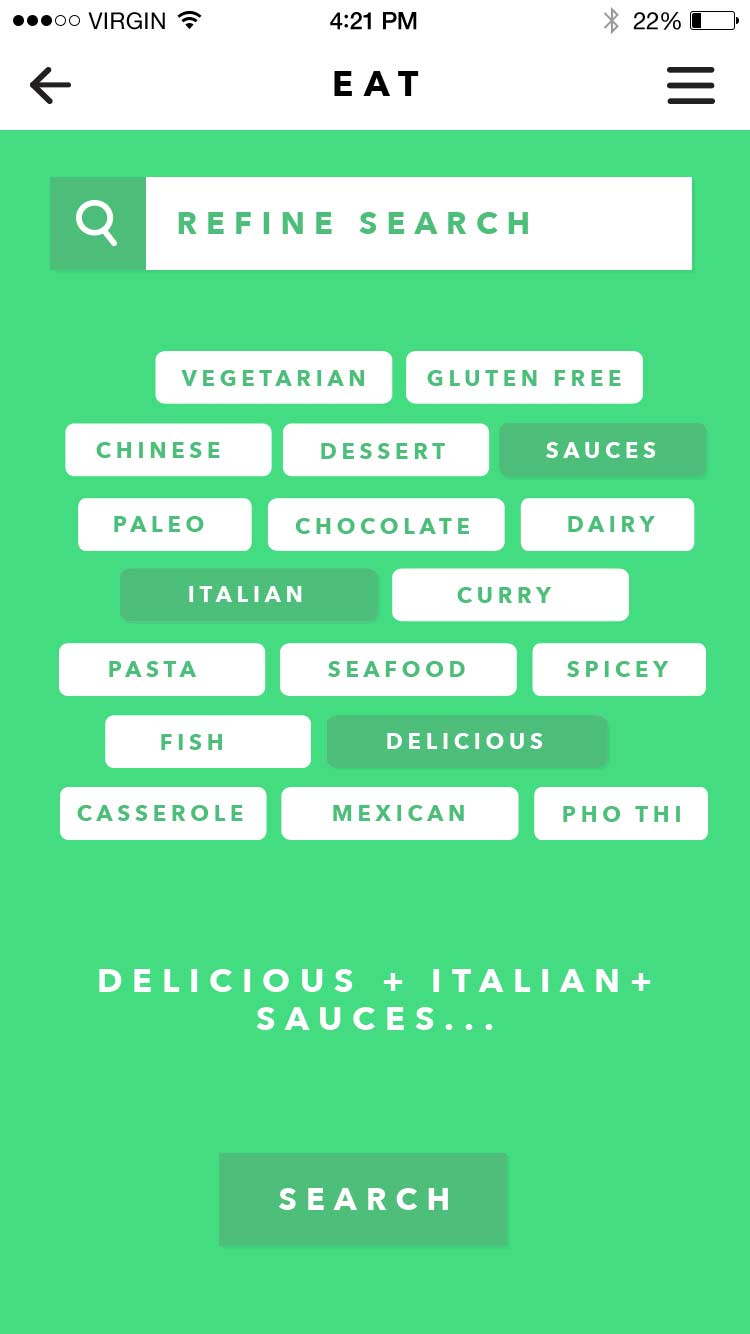 VIRGIN 4:21 PM 22%
EAT
REFINE SEARCH
VEGETARIAN GLUTEN FREE
CHINESE DESSERT SAUCES
PALEO CHOCOLATE DAIRY
ITALIAN CURRY
PASTA SEAFOOD SPICEY
FISH DELICIOUS
CASSEROLE MEXICAN PHO THI
DELICIOUS + ITALIAN+
SAUCES...
SEARCH